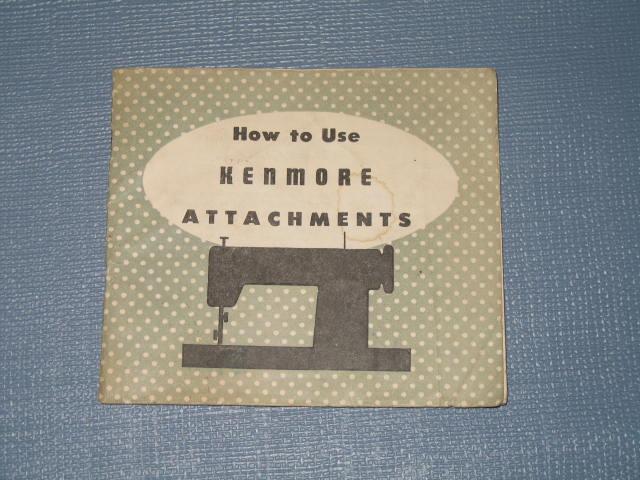 How to Use
KENMORE
ATTACHMENTS